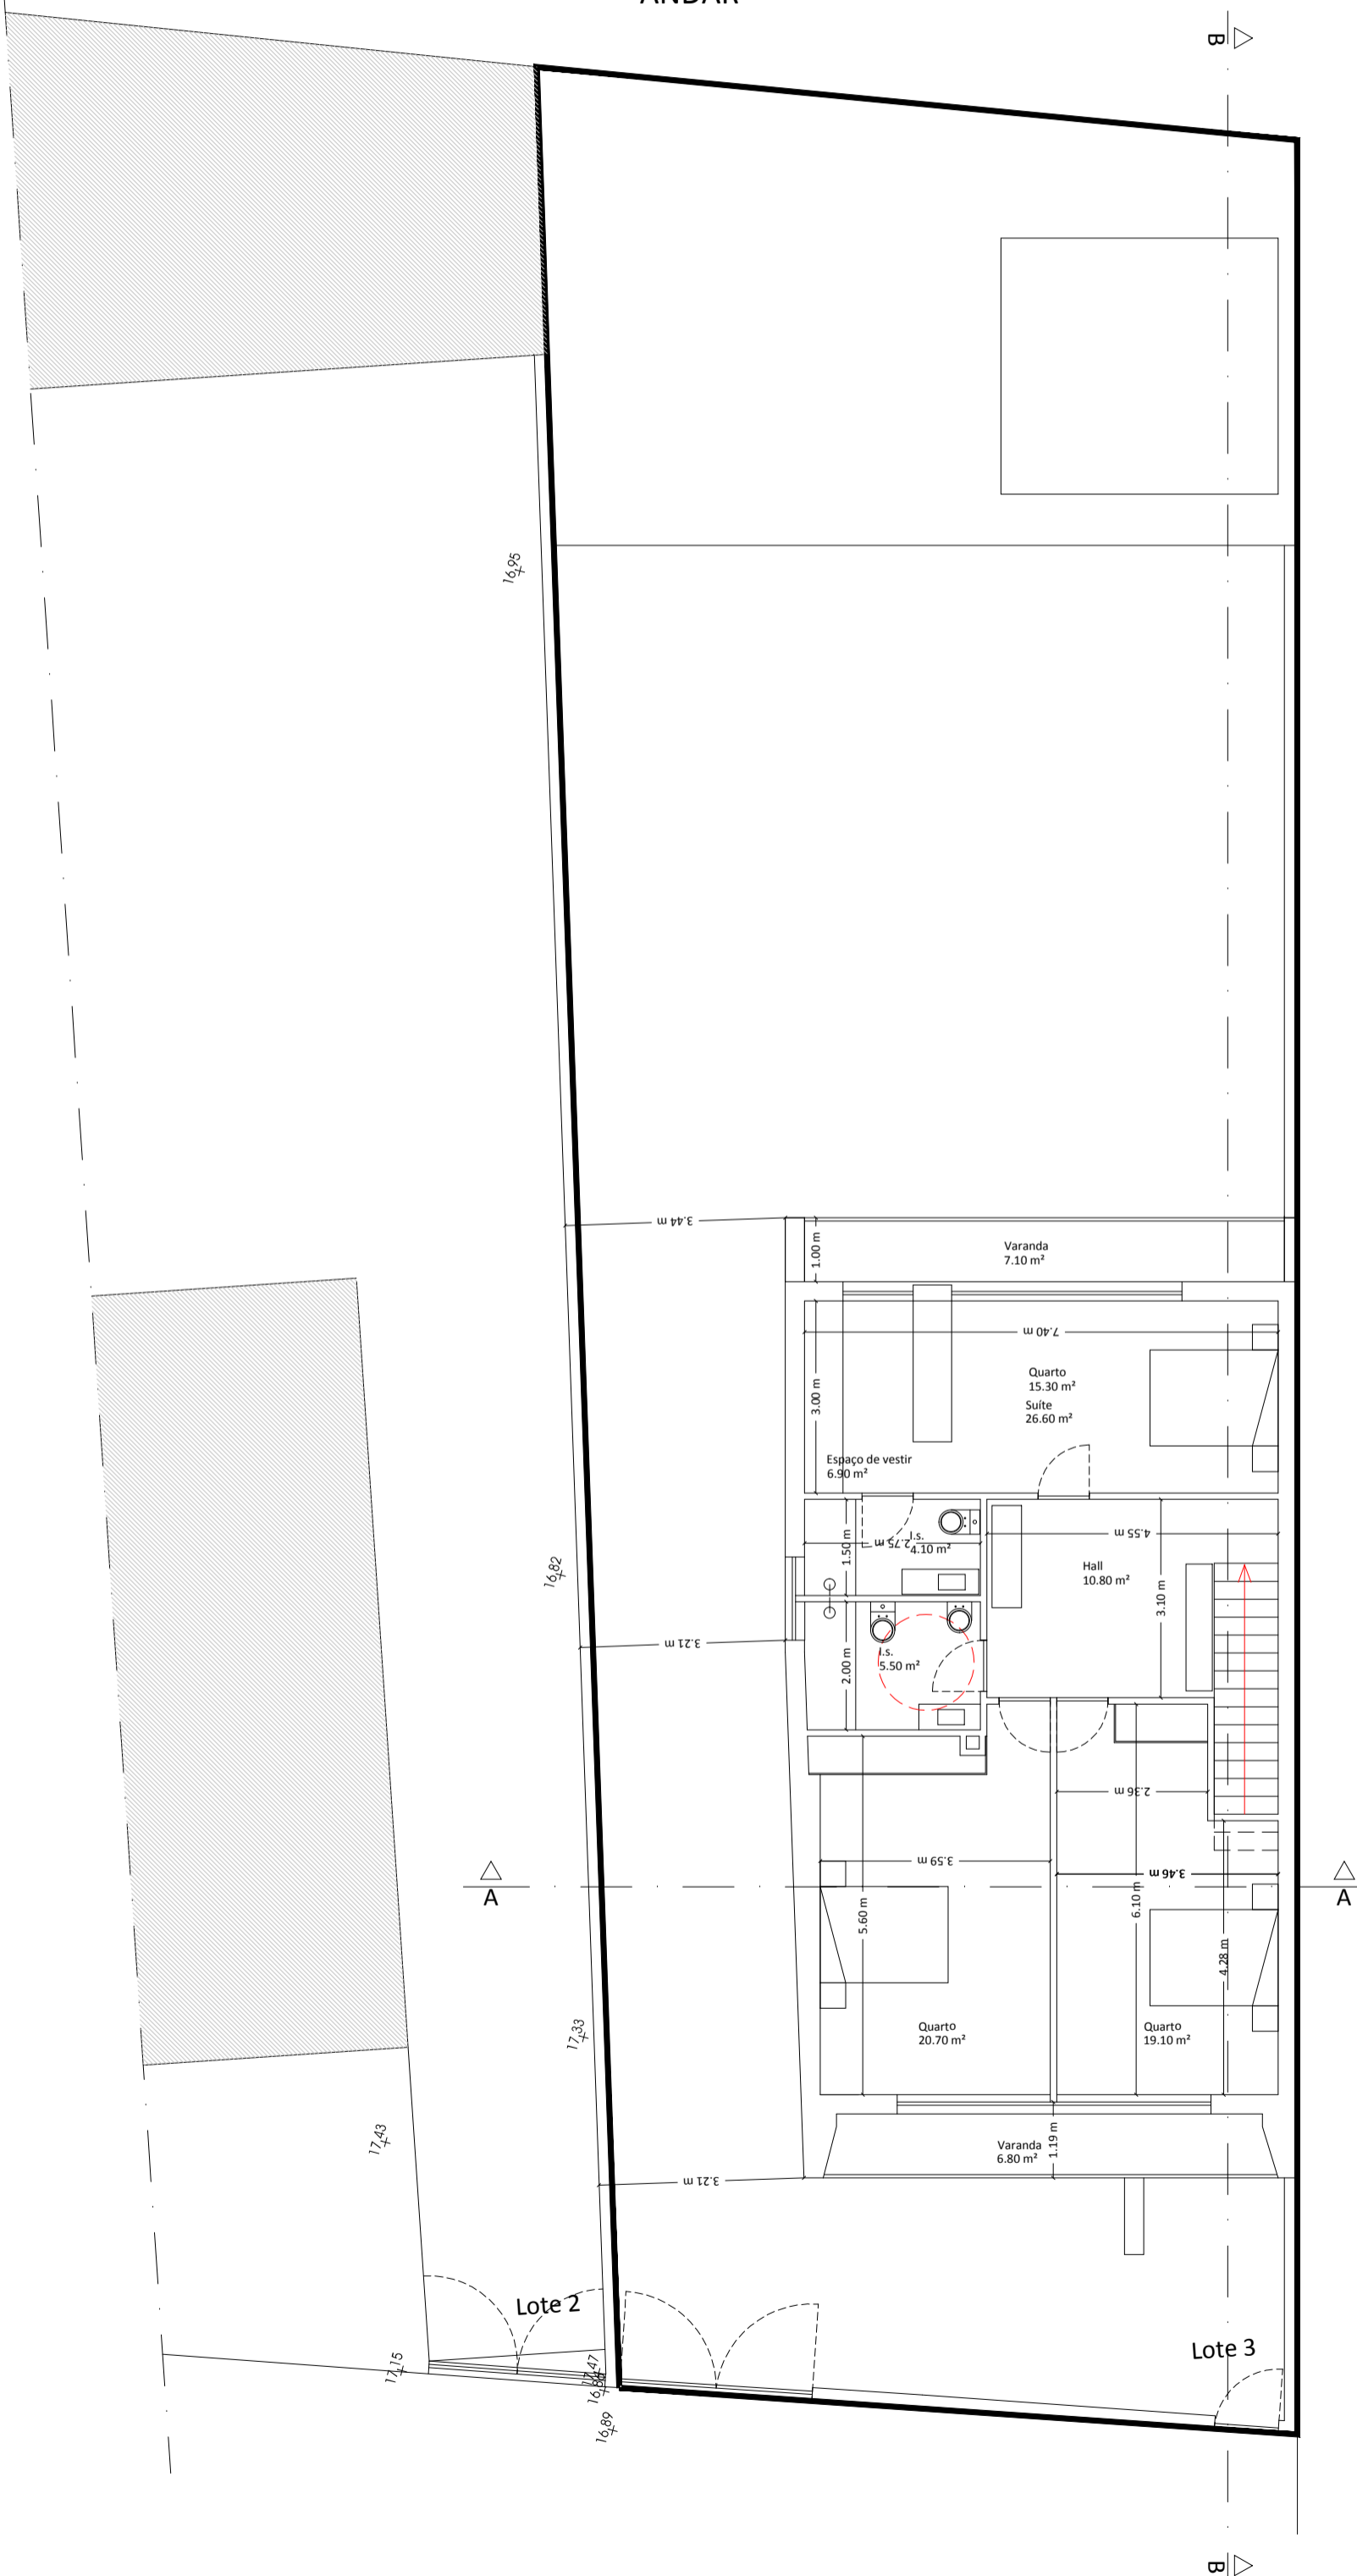 ANDAR
B
16.95
3.44 m
1.00 m
Varanda
7.10 m²
7.40 m
3.00 m
Quarto
15.30 m²
Suíte
26.60 m²
Espaço de vestir
6.90 m²
1.50 m
2.75 m
I.s.
4.10 m²
4.55 m
Hall
10.80 m²
3.10 m
16.82
3.21 m
2.00 m
I.s.
5.50 m²
2.36 m
3.59 m
3.46 m
A
A
5.60 m
6.10 m
4.28 m
Quarto
20.70 m²
Quarto
19.10 m²
17.33
17.43
Varanda
6.80 m²
1.19 m
3.21 m
Lote 2
Lote 3
17.15
17.47
16.89
B